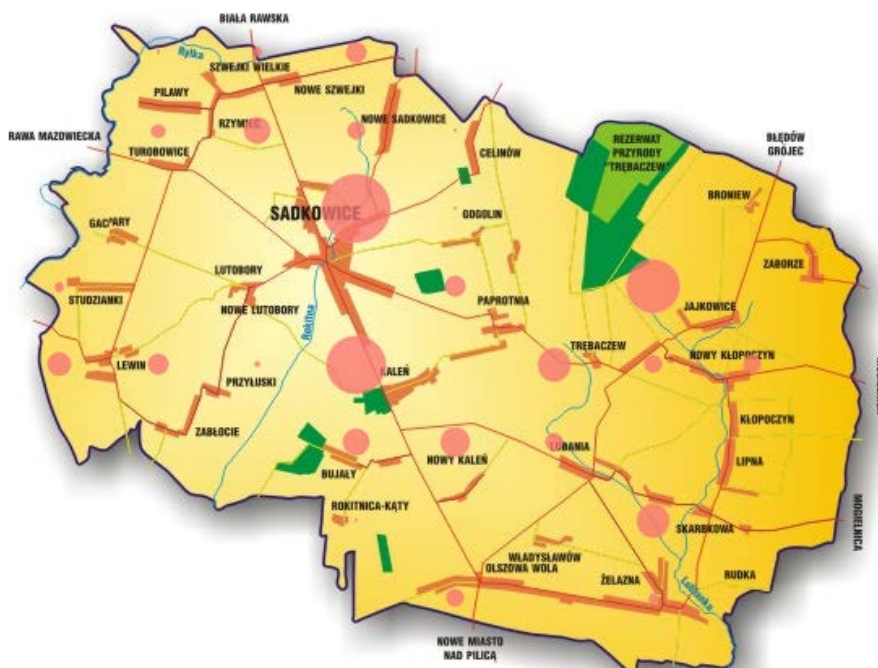 BIAŁA RAWSKA
Rylka
SZWEJKI WIELKIE
PILAWY
NOWE SZWEJKI
RZYMIEC
NOWE SADKOWICE
RAWA MAZOWIECKA
TUROBOWICE
CELINÓW
REZERWAT
PRZYRODY
"TRĘBACZEW"
BŁĘDÓW
GRÓJEC
BRONIEW
SADKOWICE
GOGOLIN
GACPARY
LUTOBORY
ZABORZE
STUDZIANKI
NOWE LUTOBORY
Rokitna
PAPROTNIA
JAJKOWICE
TRĘBACZEW
NOWY KŁOPOCZYN
LEWIN
PRZYŁUSKI
KALEŃ
KŁOPOCZYN
ZABŁOCIE
LUBANIA
LIPNA
BUJAŁY
NOWY KALEŃ
ROKITNICA-KĄTY
SKARBKOWA
MOGIELNICA
WŁADYSŁAWÓW
OLSZOWA WOLA
ŻELAZNA
RUDKA
Lubianka
NOWE MIASTO
NAD PILICĄ